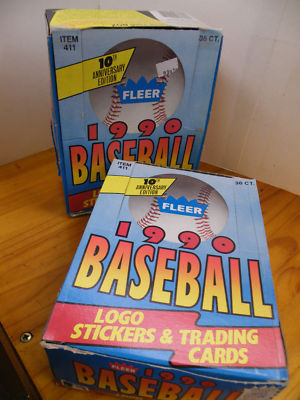 ITEM
411
36 CT.
10th
ANNIVERSARY
EDITION
FLEER
1990
BASEBALL
ITEM
411
36 CT.
10th
ANNIVERSARY
EDITION
FLEER
1990
BASEBALL
LOGO
STICKERS & TRADING
CARDS
FLEER